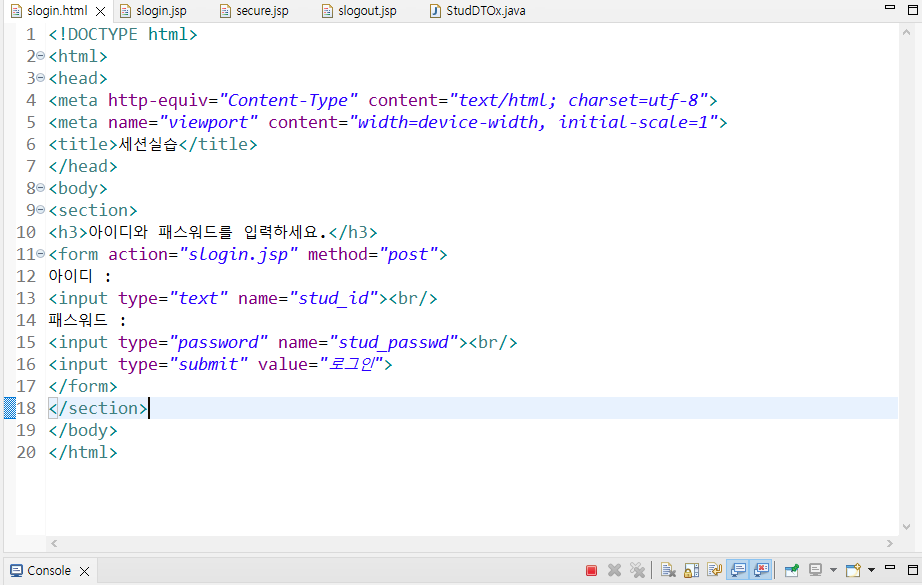 slogin.html slogin.jsp secure.jsp slogout.jsp StudDTOx.java
1 <!DOCTYPE html>
2 <html>
3 <head>
4 <meta http-equiv="Content-Type" content="text/html; charset=utf-8">
5 <meta name="viewport" content="width=device-width, initial-scale=1">
6 <title>세션실습</title>
7 </head>
8 <body>
9 <section>
10 <h3>아이디와 패스워드를 입력하세요.</h3>
11 <form action="slogin.jsp" method="post">
12 아이디 :
13 <input type="text" name="stud_id"><br/>
14 패스워드 :
15 <input type="password" name="stud_passwd"><br/>
16 <input type="submit" value="로그인">
17 </form>
18 </section>
19 </body>
20 </html>
Console